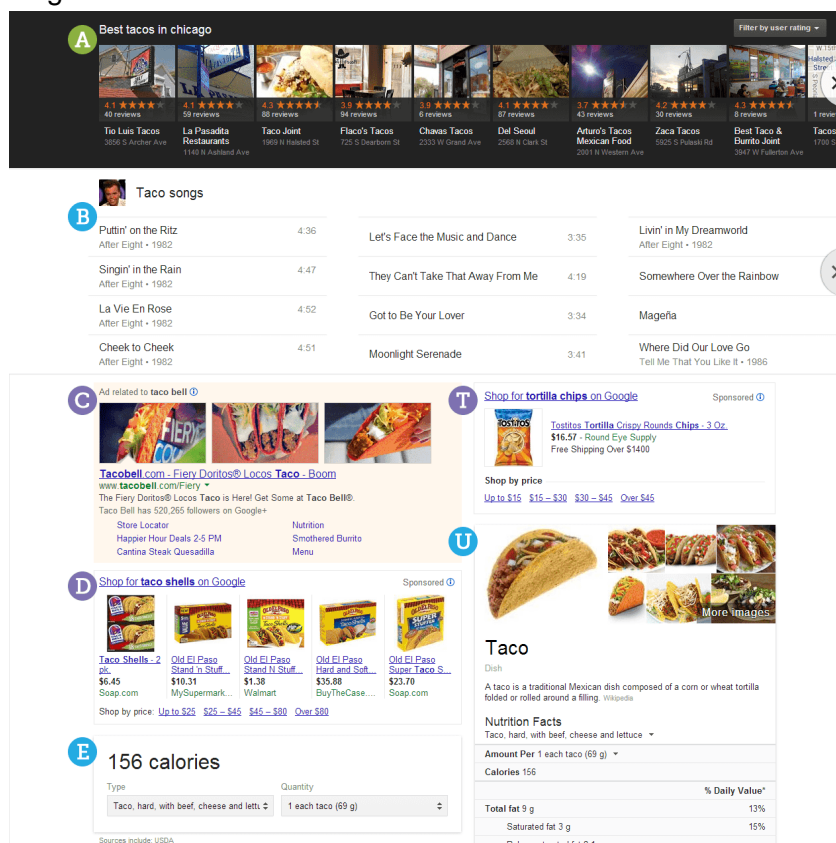 A
Best tacos in chicago
Filter by user rating
4.1
40 reviews
Tio Luis Tacos
3856 S Archer Ave
4.1
59 reviews
La Pasadita
Restaurants
1140 N Ashland Ave
4.3
88 reviews
Taco Joint
1969 N Halsted St
3.9
94 reviews
Flaco's Tacos
725 S Dearborn St
3.9
6 reviews
Chavas Tacos
2333 W Grand Ave
4.1
87 reviews
Del Seoul
2568 N Clark St
3.7
43 reviews
Arturo's Tacos
Mexican Food
2001 N Western Ave
4.2
30 reviews
Zaca Tacos
5925 S Pulaski Rd
4.3
8 reviews
Best Taco &
Burrito Joint
3947 W Fullerton Ave
Halsted
Stre
1 revie
Tacos
1700 S
Taco songs
B
Puttin' on the Ritz 4:36
After Eight • 1982
Singin' in the Rain 4:47
After Eight • 1982
La Vie En Rose 4:52
After Eight • 1982
Cheek to Cheek 4:51
After Eight • 1982
Let's Face the Music and Dance 3:35
They Can't Take That Away From Me 4:19
Got to Be Your Lover 3:34
Moonlight Serenade 3:41
Livin' in My Dreamworld
After Eight • 1982
Somewhere Over the Rainbow
Mageña
Where Did Our Love Go
Tell Me That You Like It • 1986
C
Ad related to taco bell
FIERY
Tacobell.com - Fiery Doritos® Locos Taco - Boom
www.tacobell.com/Fiery
The Fiery Doritos® Locos Taco is Here! Get Some at Taco Bell®.
Taco Bell has 520,265 followers on Google+
Store Locator Nutrition
Happier Hour Deals 2-5 PM Smothered Burrito
Cantina Steak Quesadilla Menu
D
Shop for taco shells on Google Sponsored
Taco Shells - 2
pk.
$6.45
Soap.com
Old El Paso
Stand 'n Stuff...
$10.31
MySupermark...
Old El Paso
Stand N Stuff...
$1.38
Walmart
Old El Paso
Hard and Soft...
$35.88
BuyTheCase....
Old El Paso
Super Taco S...
$23.70
Soap.com
Shop by price: Up to $25 $25 – $45 $45 – $80 Over $80
E
156 calories
Type Quantity
Taco, hard, with beef, cheese and lettu 1 each taco (69 g)
Sources include: USDA
T
Shop for tortilla chips on Google Sponsored
TOSTITOS
Tostitos Tortilla Crispy Rounds Chips - 3 Oz.
$16.57 - Round Eye Supply
Free Shipping Over $1400
Shop by price
Up to $15 $15 – $30 $30 – $45 Over $45
U
More images
Taco
Dish
A taco is a traditional Mexican dish composed of a corn or wheat tortilla
folded or rolled around a filling. Wikipedia
Nutrition Facts
Taco, hard, with beef, cheese and lettuce
Amount Per 1 each taco (69 g)
Calories 156
% Daily Value*
Total fat 9 g 13%
Saturated fat 3 g 15%